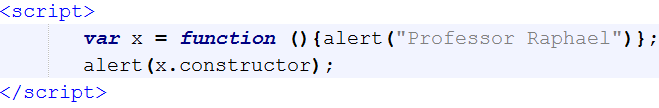 <script>
var x = function (){alert("Professor Raphael")};
alert(x.constructor);
</script>